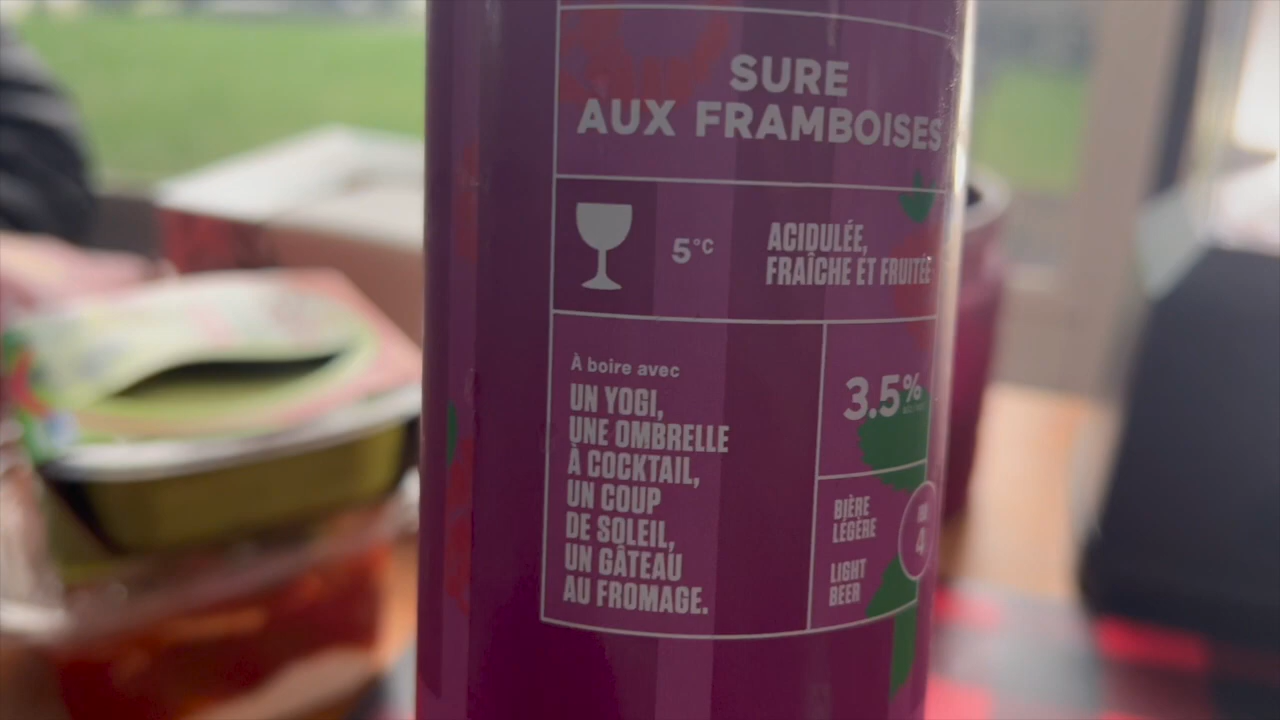 SURE
AUX FRAMBOISES
5°C
ACIDULÉE,
FRAÎCHE ET FRUITÉE
À boire avec
UN YOGI,
UNE OMBRELLE
À COCKTAIL,
UN COUP
DE SOLEIL,
UN GÂTEAU
AU FROMAGE.
3.5%
BIÈRE
LÉGÈRE
LIGHT
BEER
4